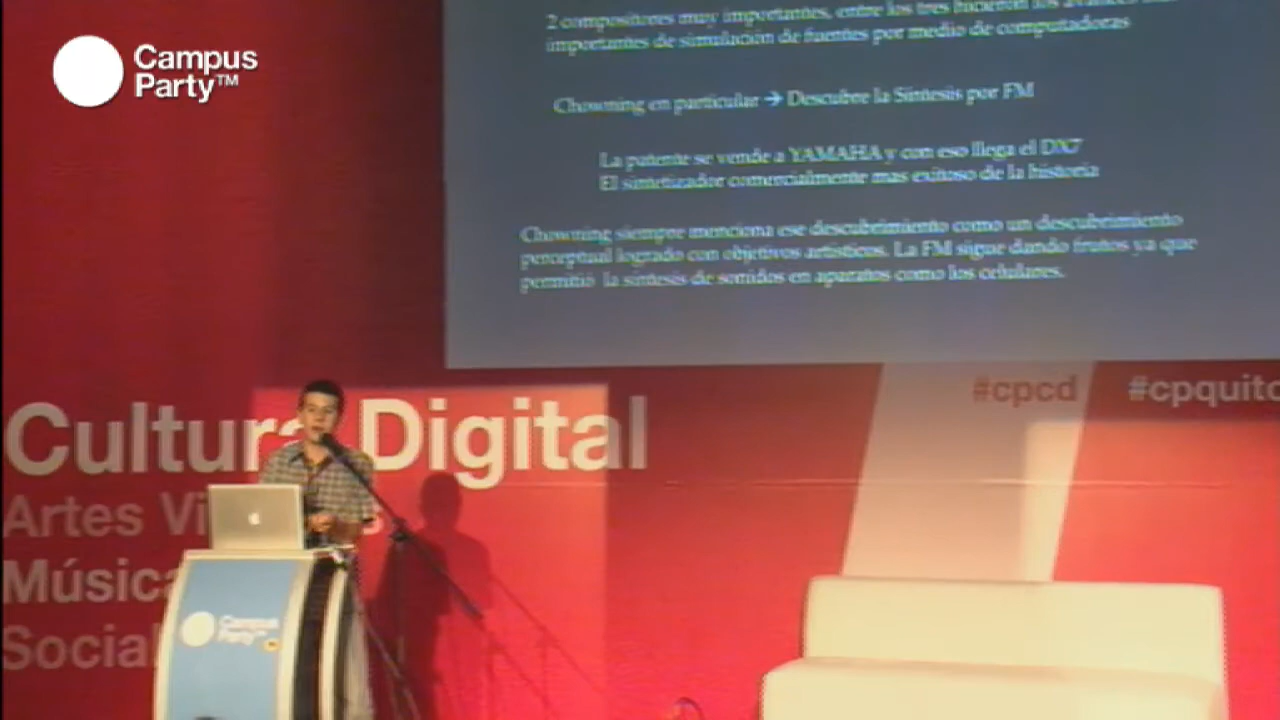 Campus
Party™
2 compositores muy importantes, entre los tres hicieron los avances
importantes de simulación de fuentes por medio de computadoras
Chowning en particular → Descubre la Síntesis por FM
La patente se vende a YAMAHA y con eso llega el DX7
El sintetizador comercialmente mas exitoso de la historia
Chowning siempre menciona ese descubrimiento como un descubrimiento
perceptual logrado con objetivos artísticos. La FM sigue dando frutos ya que
permitió la síntesis de sonidos en aparatos como los celulares.
#cpcd #cpquito
Cultura Digital
Artes Vi
Música
Social
Campus
Party™